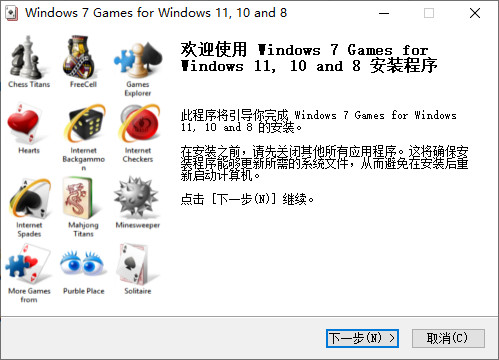 Windows 7 Games for Windows 11, 10 and 8
欢迎使用 Windows 7 Games for
Windows 11, 10 and 8 安装程序
此程序将引导你完成 Windows 7 Games for Windows
11, 10 and 8 的安装。
在安装之前，请先关闭其他所有应用程序。这将确保安
装程序能够更新所需的系统文件，从而避免在安装后重
新启动计算机。
点击 [下一步(N)] 继续。
Chess Titans
FreeCell
Games
Explorer
Hearts
Internet
Backgammo
n
Internet
Checkers
Internet
Spades
Mahjong
Titans
Minesweeper
More Games
from
Purble Place
Solitaire
下一步(N) >
取消(C)